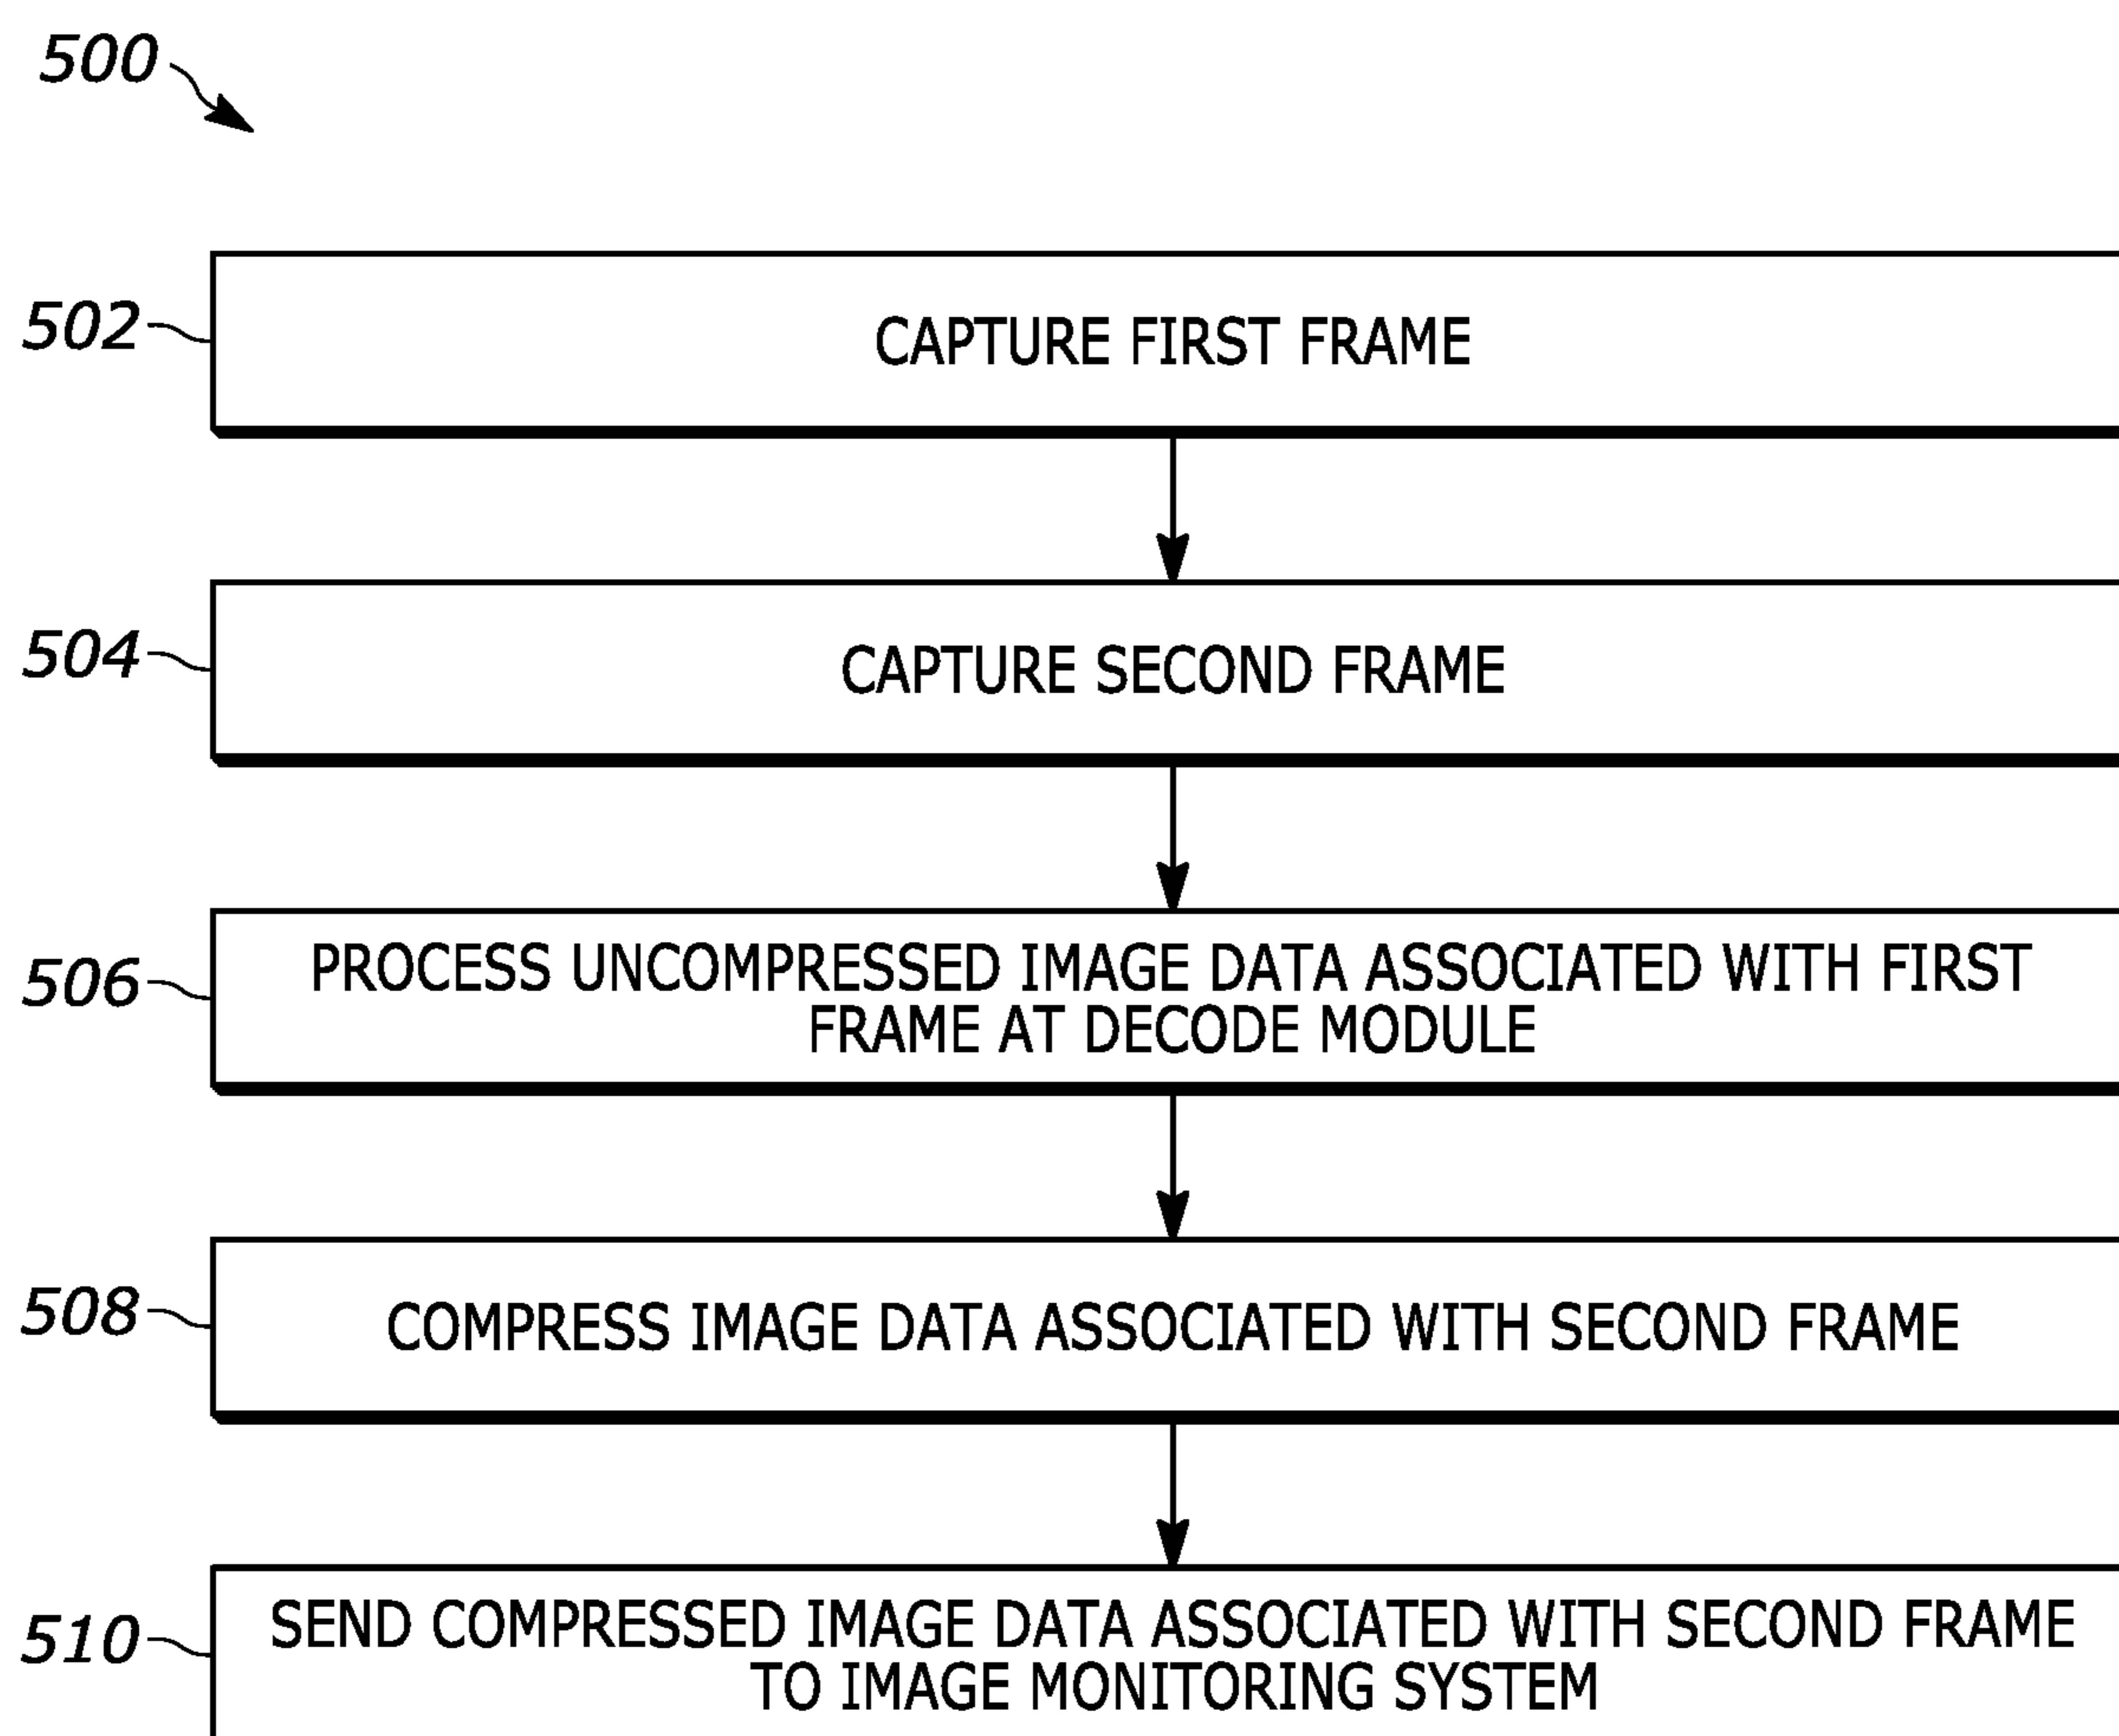 500
502
CAPTURE FIRST FRAME
504
CAPTURE SECOND FRAME
506
PROCESS UNCOMPRESSED IMAGE DATA ASSOCIATED WITH FIRST
FRAME AT DECODE MODULE
508
COMPRESS IMAGE DATA ASSOCIATED WITH SECOND FRAME
510
SEND COMPRESSED IMAGE DATA ASSOCIATED WITH SECOND FRAME
TO IMAGE MONITORING SYSTEM